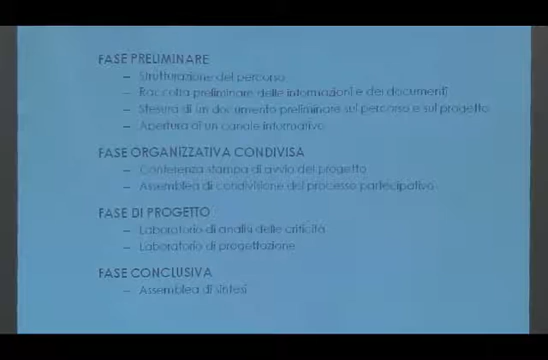 FASE PRELIMINARE
– Strutturazione del percorso
– Raccolta preliminare delle informazioni e dei documenti
– Stesura di un documento preliminare sul percorso e sul progetto
– Apertura di un canale informativo
FASE ORGANIZZATIVA CONDIVISA
– Conferenza stampa di avvio del progetto
– Assemblea di condivisione del processo partecipativo
FASE DI PROGETTO
– Laboratorio di analisi delle criticità
– Laboratorio di progettazione
FASE CONCLUSIVA
– Assemblea di sintesi